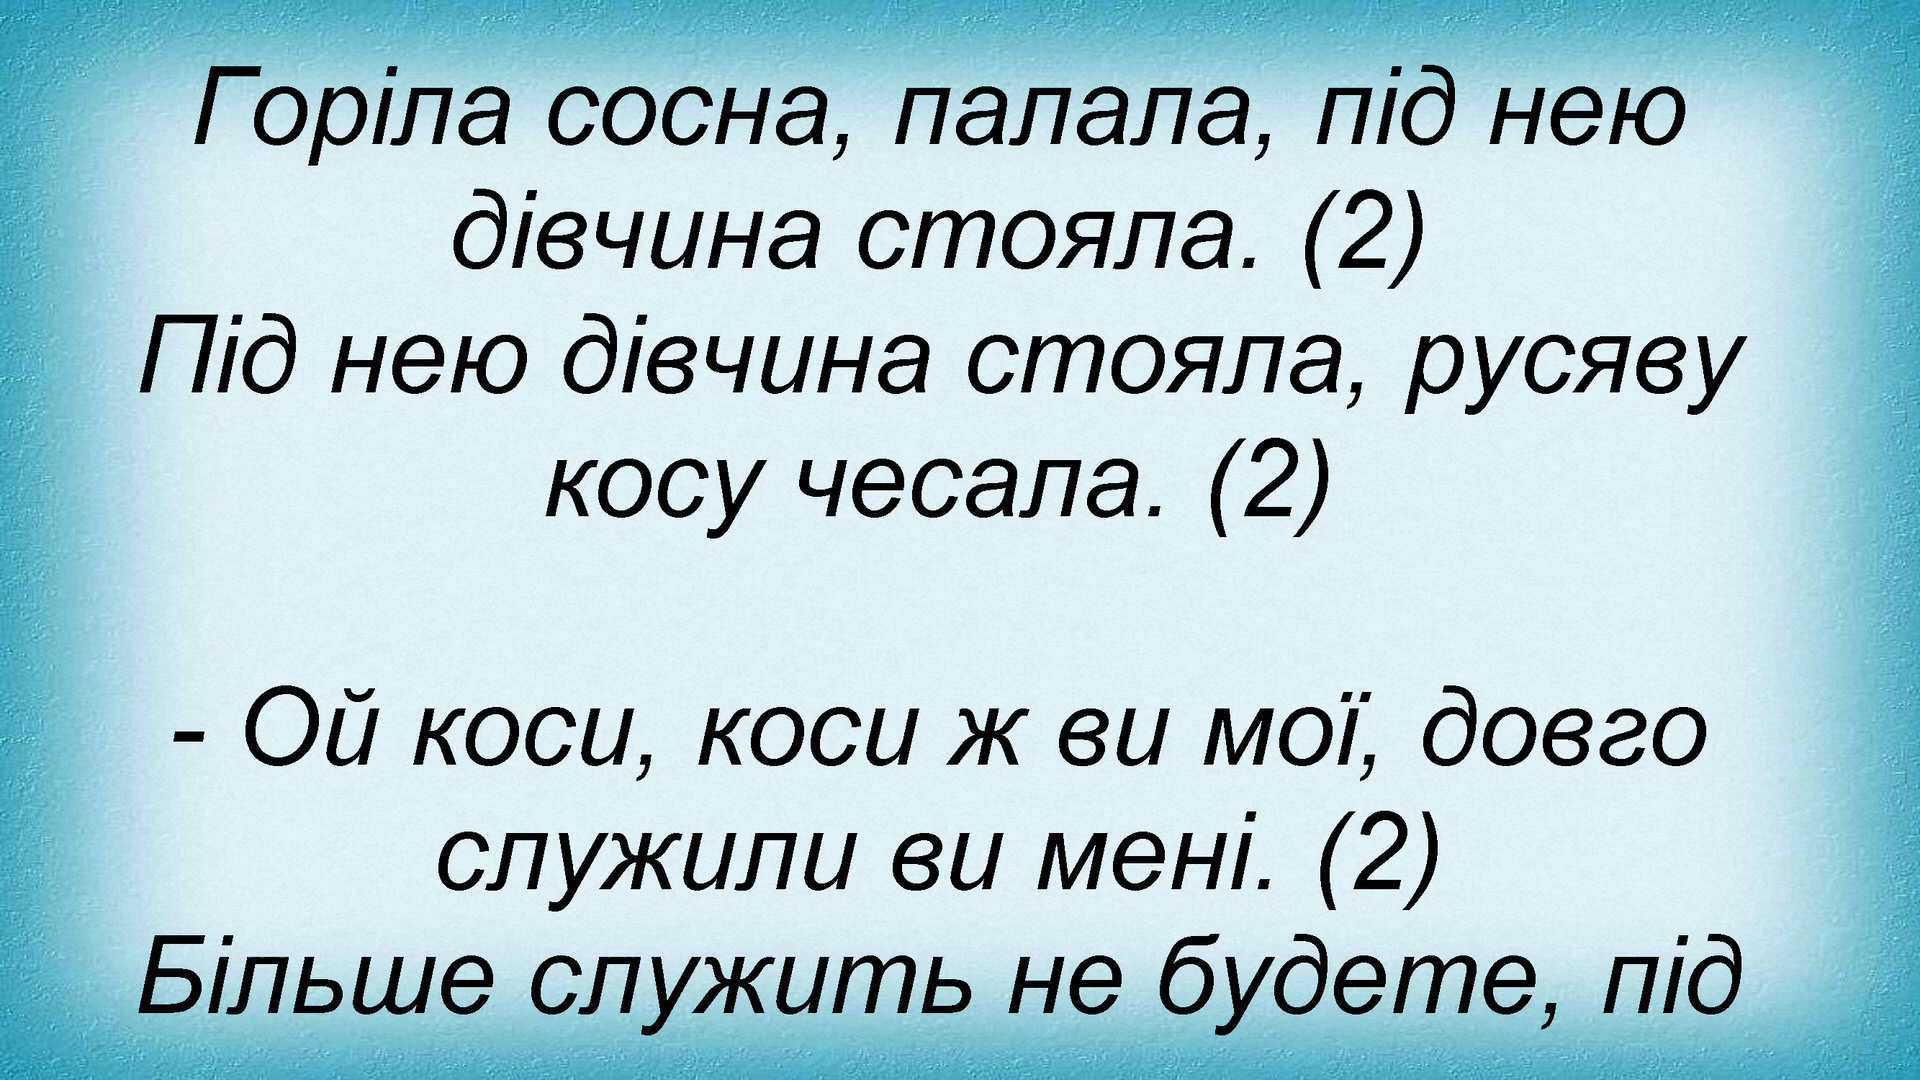 Горіла сосна, палала, під нею
дівчина стояла. (2)
Під нею дівчина стояла, русяву
косу чесала. (2)
- Ой коси, коси ж ви мої, довго
служили ви мені. (2)
Більше служить не будете, під